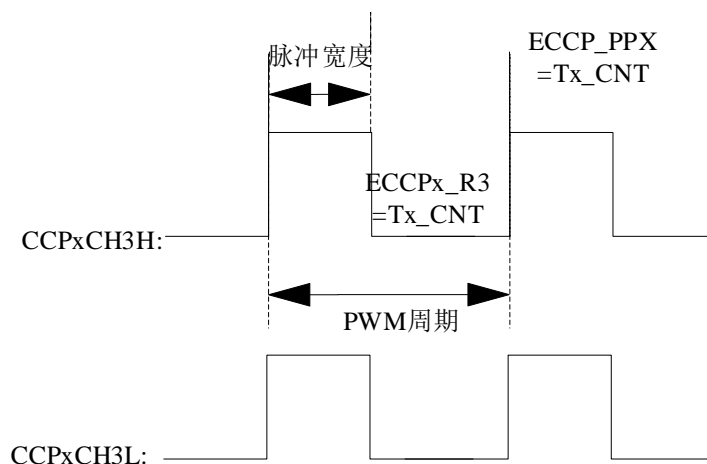 ECCP_PPX
=Tx_CNT
脉冲宽度
ECCPx_R3
=Tx_CNT
CCPxCH3H:
PWM周期
CCPxCH3L: